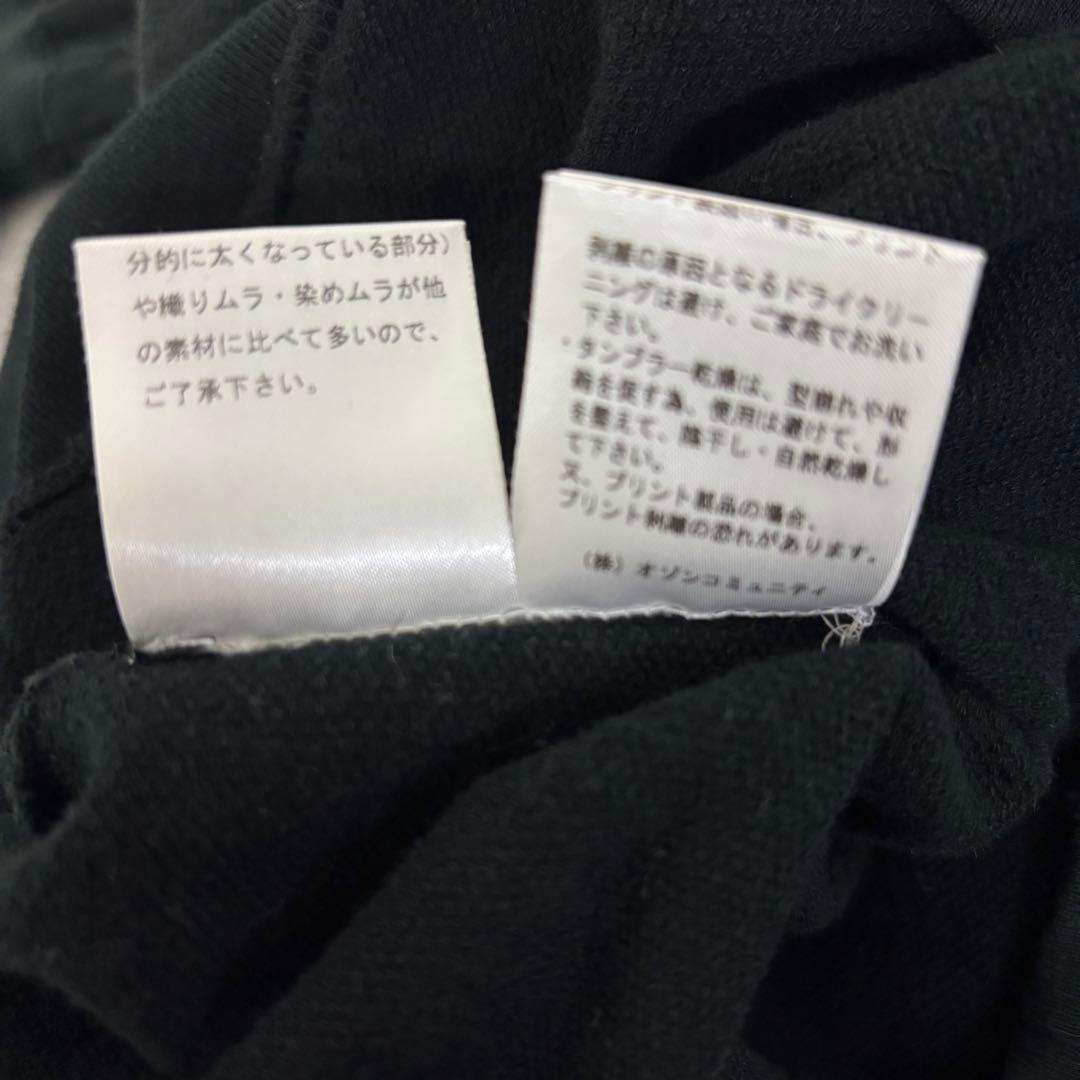 分的に太くなっている部分）
や織りムラ・染めムラが他
の素材に比べて多いので、
ご了承下さい。
プリント
剥離の原因となるドライクリー
ニングは避け、ご家庭でお洗い
下さい。
・タンブラー乾燥は、型崩れや収
縮を促す為、使用は避けて、形
を整えて、陰干し・自然乾燥し
て下さい。
又、プリント製品の場合、
プリント剥離の恐れがあります。
（株）オゾンコミュニティ